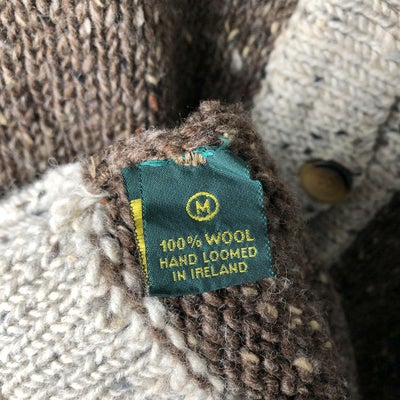 M
100% WOOL
HAND LOOMED
IN IRELAND